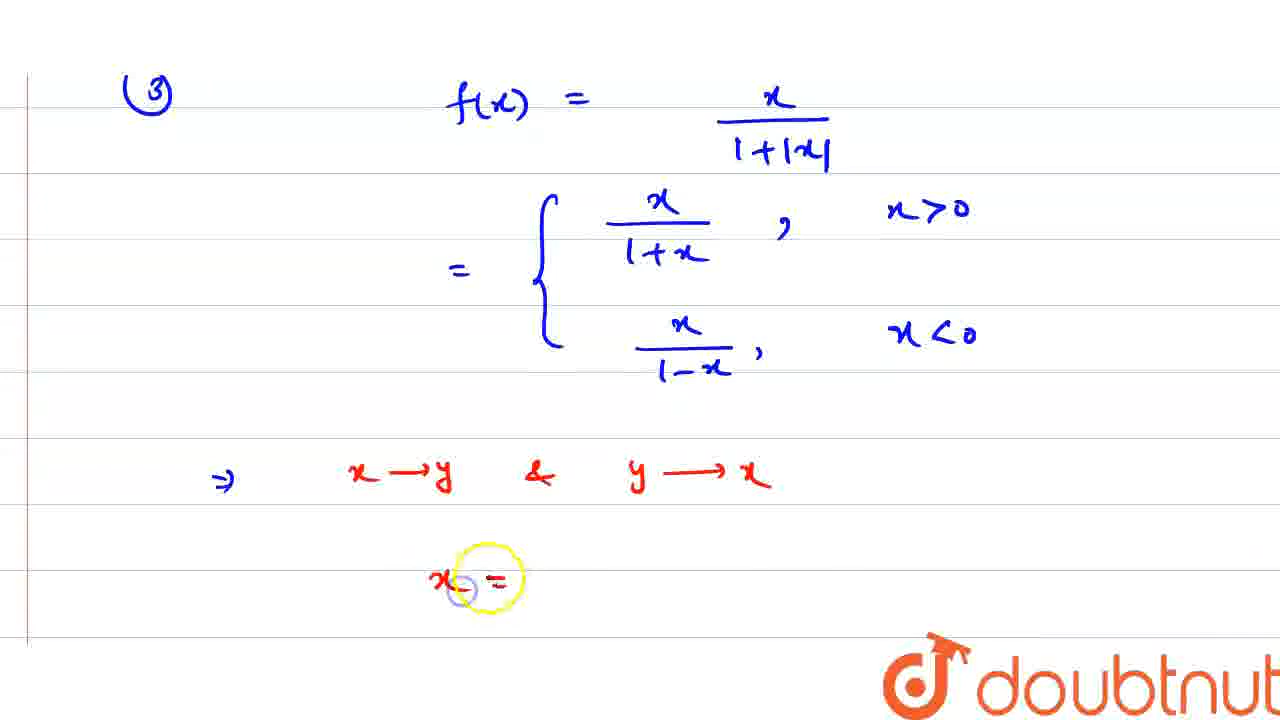 (3) f(x) = x / 1+|x|
= { x / 1+x , x>0
x / 1-x , x<0
⇒ x → y & y → x
x =
doubtnut